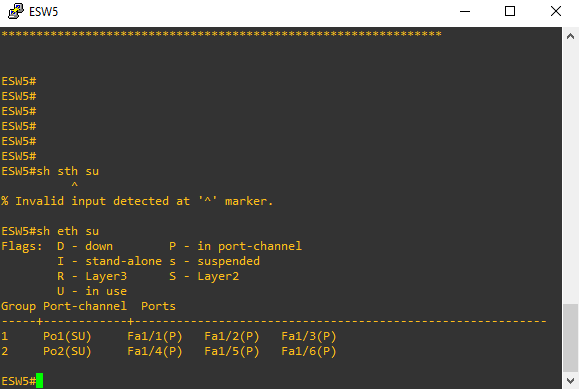 ESW5
***************************************************************
ESW5#
ESW5#
ESW5#
ESW5#
ESW5#
ESW5#
ESW5#sh sth su
          ^
% Invalid input detected at '^' marker.
ESW5#sh eth su
Flags:  D - down        P - in port-channel
        I - stand-alone s - suspended
        R - Layer3      S - Layer2
        U - in use
Group Port-channel  Ports
-----+------------+-----------------------------------------------------------
1     Po1(SU)     Fa1/1(P)   Fa1/2(P)   Fa1/3(P)
2     Po2(SU)     Fa1/4(P)   Fa1/5(P)   Fa1/6(P)
ESW5#